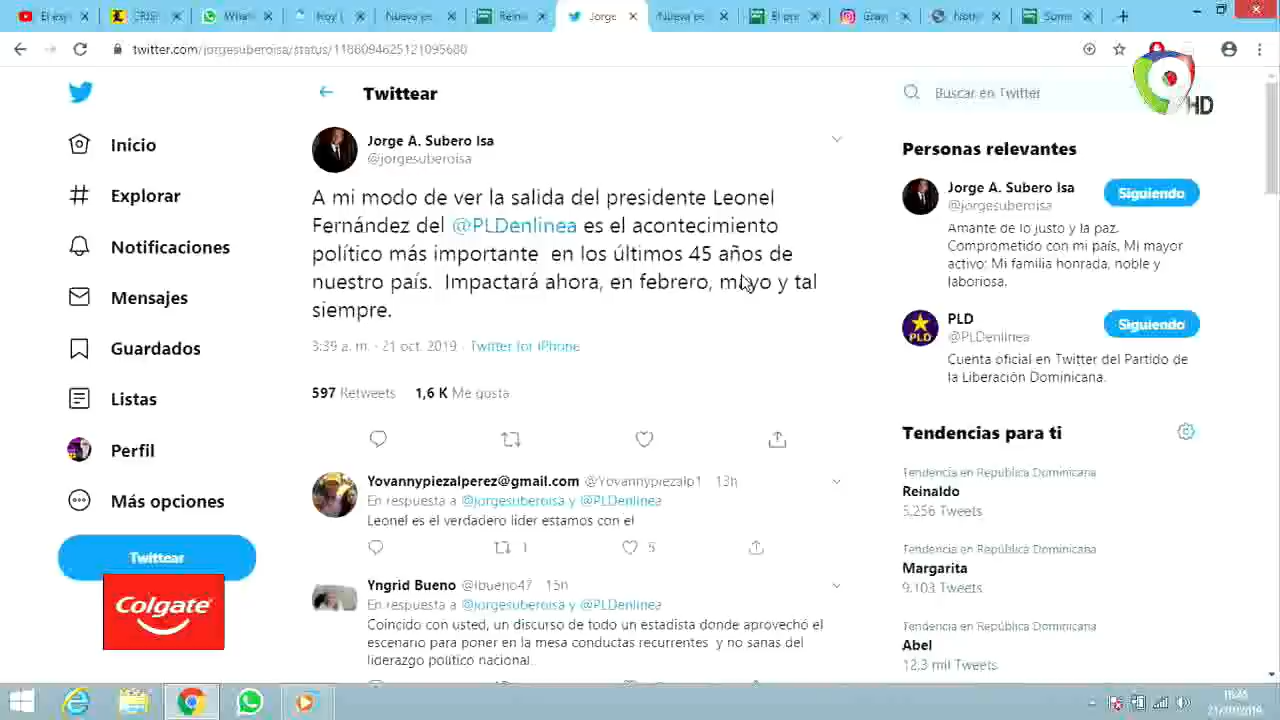 twitter.com/jorgesuberoisa/status/1186094625121095680
HD
Twittear
Buscar en Twitter
Inicio
Explorar
Notificaciones
Mensajes
Guardados
Listas
Perfil
Más opciones
Twittear
Colgate
Jorge A. Subero Isa
@jorgesuberoisa
A mi modo de ver la salida del presidente Leonel
Fernández del @PLDenlinea es el acontecimiento
político más importante en los últimos 45 años de
nuestro país. Impactará ahora, en febrero, mayo y tal
siempre.
3:39 a. m. · 21 oct. 2019 · Twitter for iPhone
597 Retweets 1,6 K Me gusta
Yovannypiezalperez@gmail.com @Yovannypiezalp1 · 13h
En respuesta a @jorgesuberoisa y @PLDenlinea
Leonel es el verdadero lider estamos con el
1 5
Yngrid Bueno @ibueno47 · 15h
En respuesta a @jorgesuberoisa y @PLDenlinea
Coincido con usted, un discurso de todo un estadista donde aprovechó el
escenario para poner en la mesa conductas recurrentes y no sanas del
liderazgo político nacional.
Personas relevantes
Jorge A. Subero Isa
@jorgesuberoisa
Siguiendo
Amante de lo justo y la paz.
Comprometido con mi país. Mi mayor
activo: Mi familia honrada, noble y
laboriosa.
PLD
PLD
@PLDenlinea
Siguiendo
Cuenta oficial en Twitter del Partido de
la Liberación Dominicana.
Tendencias para ti
Tendencia en República Dominicana
Reinaldo
5.256 Tweets
Tendencia en República Dominicana
Margarita
9.103 Tweets
Tendencia en República Dominicana
Abel
12,3 mil Tweets